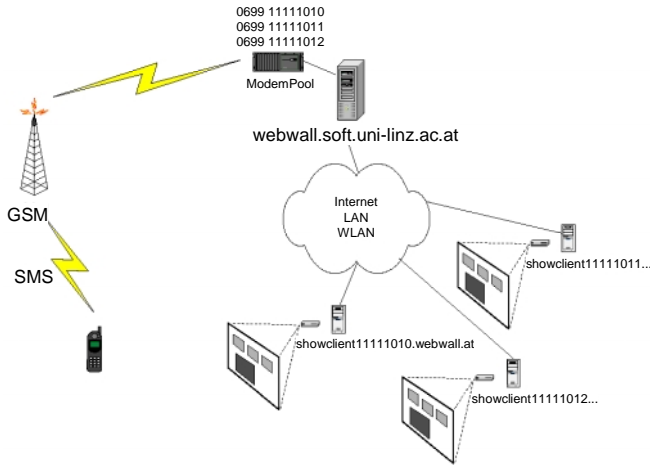 0699 11111010
0699 11111011
0699 11111012
ModemPool
webwall.soft.uni-linz.ac.at
GSM
Internet
LAN
WLAN
SMS
showclient11111011...
showclient11111010.webwall.at
showclient11111012...